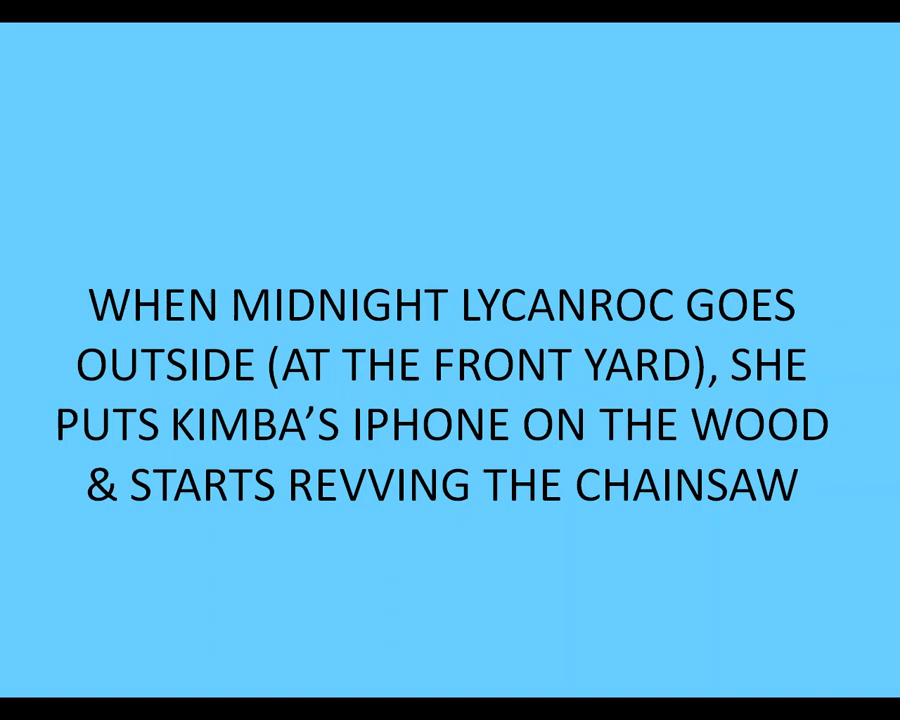 WHEN MIDNIGHT LYCANROC GOES
OUTSIDE (AT THE FRONT YARD), SHE
PUTS KIMBA’S IPHONE ON THE WOOD
& STARTS REVVING THE CHAINSAW